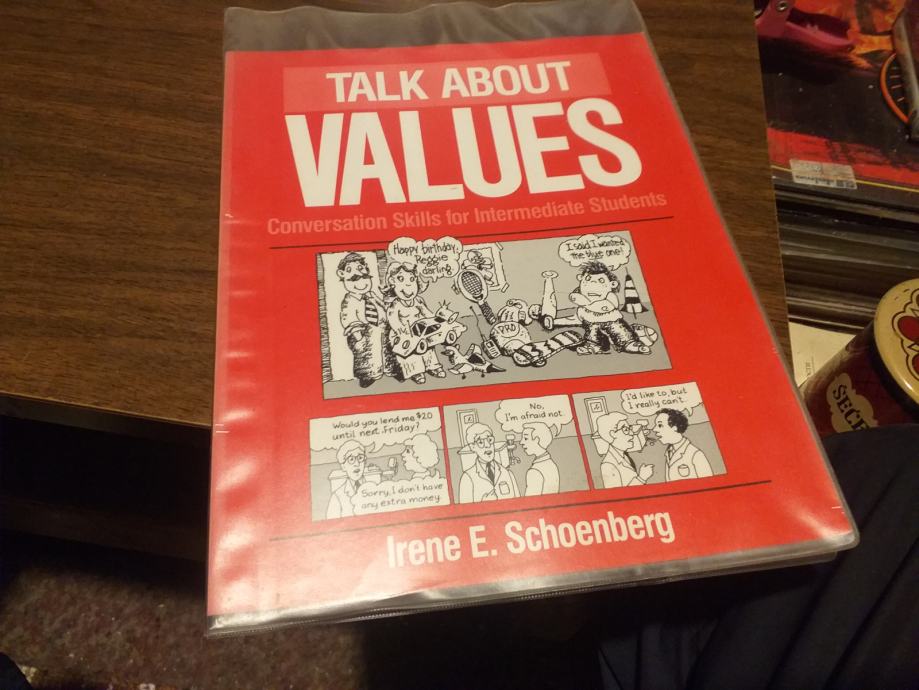 TALK ABOUT
VALUES
Conversation Skills for Intermediate Students
Happy birthday,
Reggie
darling
I said I wanted
the blue one!
PRO
Would you lend me $20
until next Friday?
Sorry, I don't have
any extra money.
No,
I'm afraid not.
I'd like to, but
I really can't.
Irene E. Schoenberg